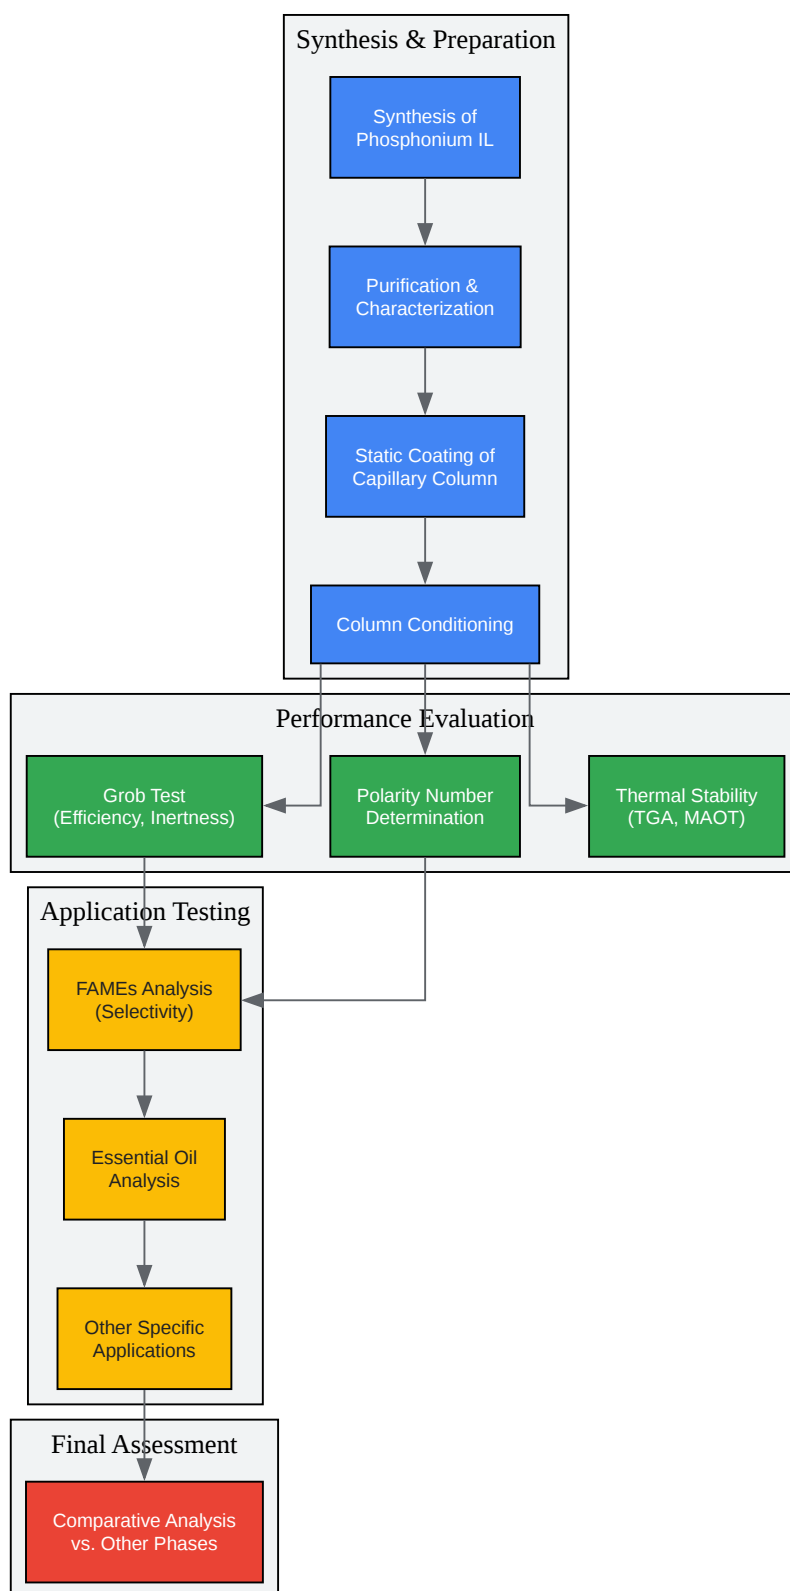 Synthesis & Preparation
Synthesis of
Phosphonium IL
Purification &
Characterization
Static Coating of
Capillary Column
Column Conditioning
Performance Evaluation
Grob Test
(Efficiency, Inertness)
Polarity Number
Determination
Thermal Stability
(TGA, MAOT)
Application Testing
FAMEs Analysis
(Selectivity)
Essential Oil
Analysis
Other Specific
Applications
Final Assessment
Comparative Analysis
vs. Other Phases